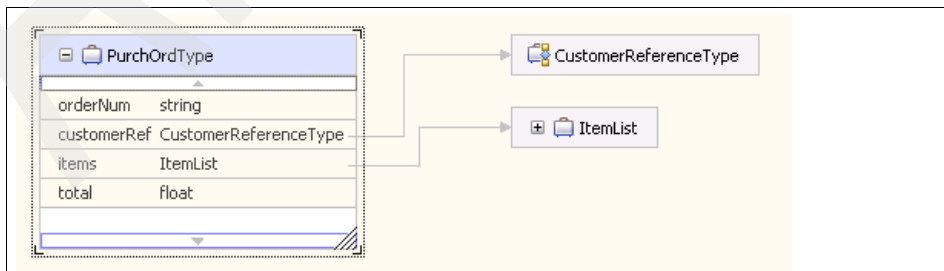 PurchOrdType
orderNum string
customerRef CustomerReferenceType
items ItemList
total float
CustomerReferenceType
ItemList